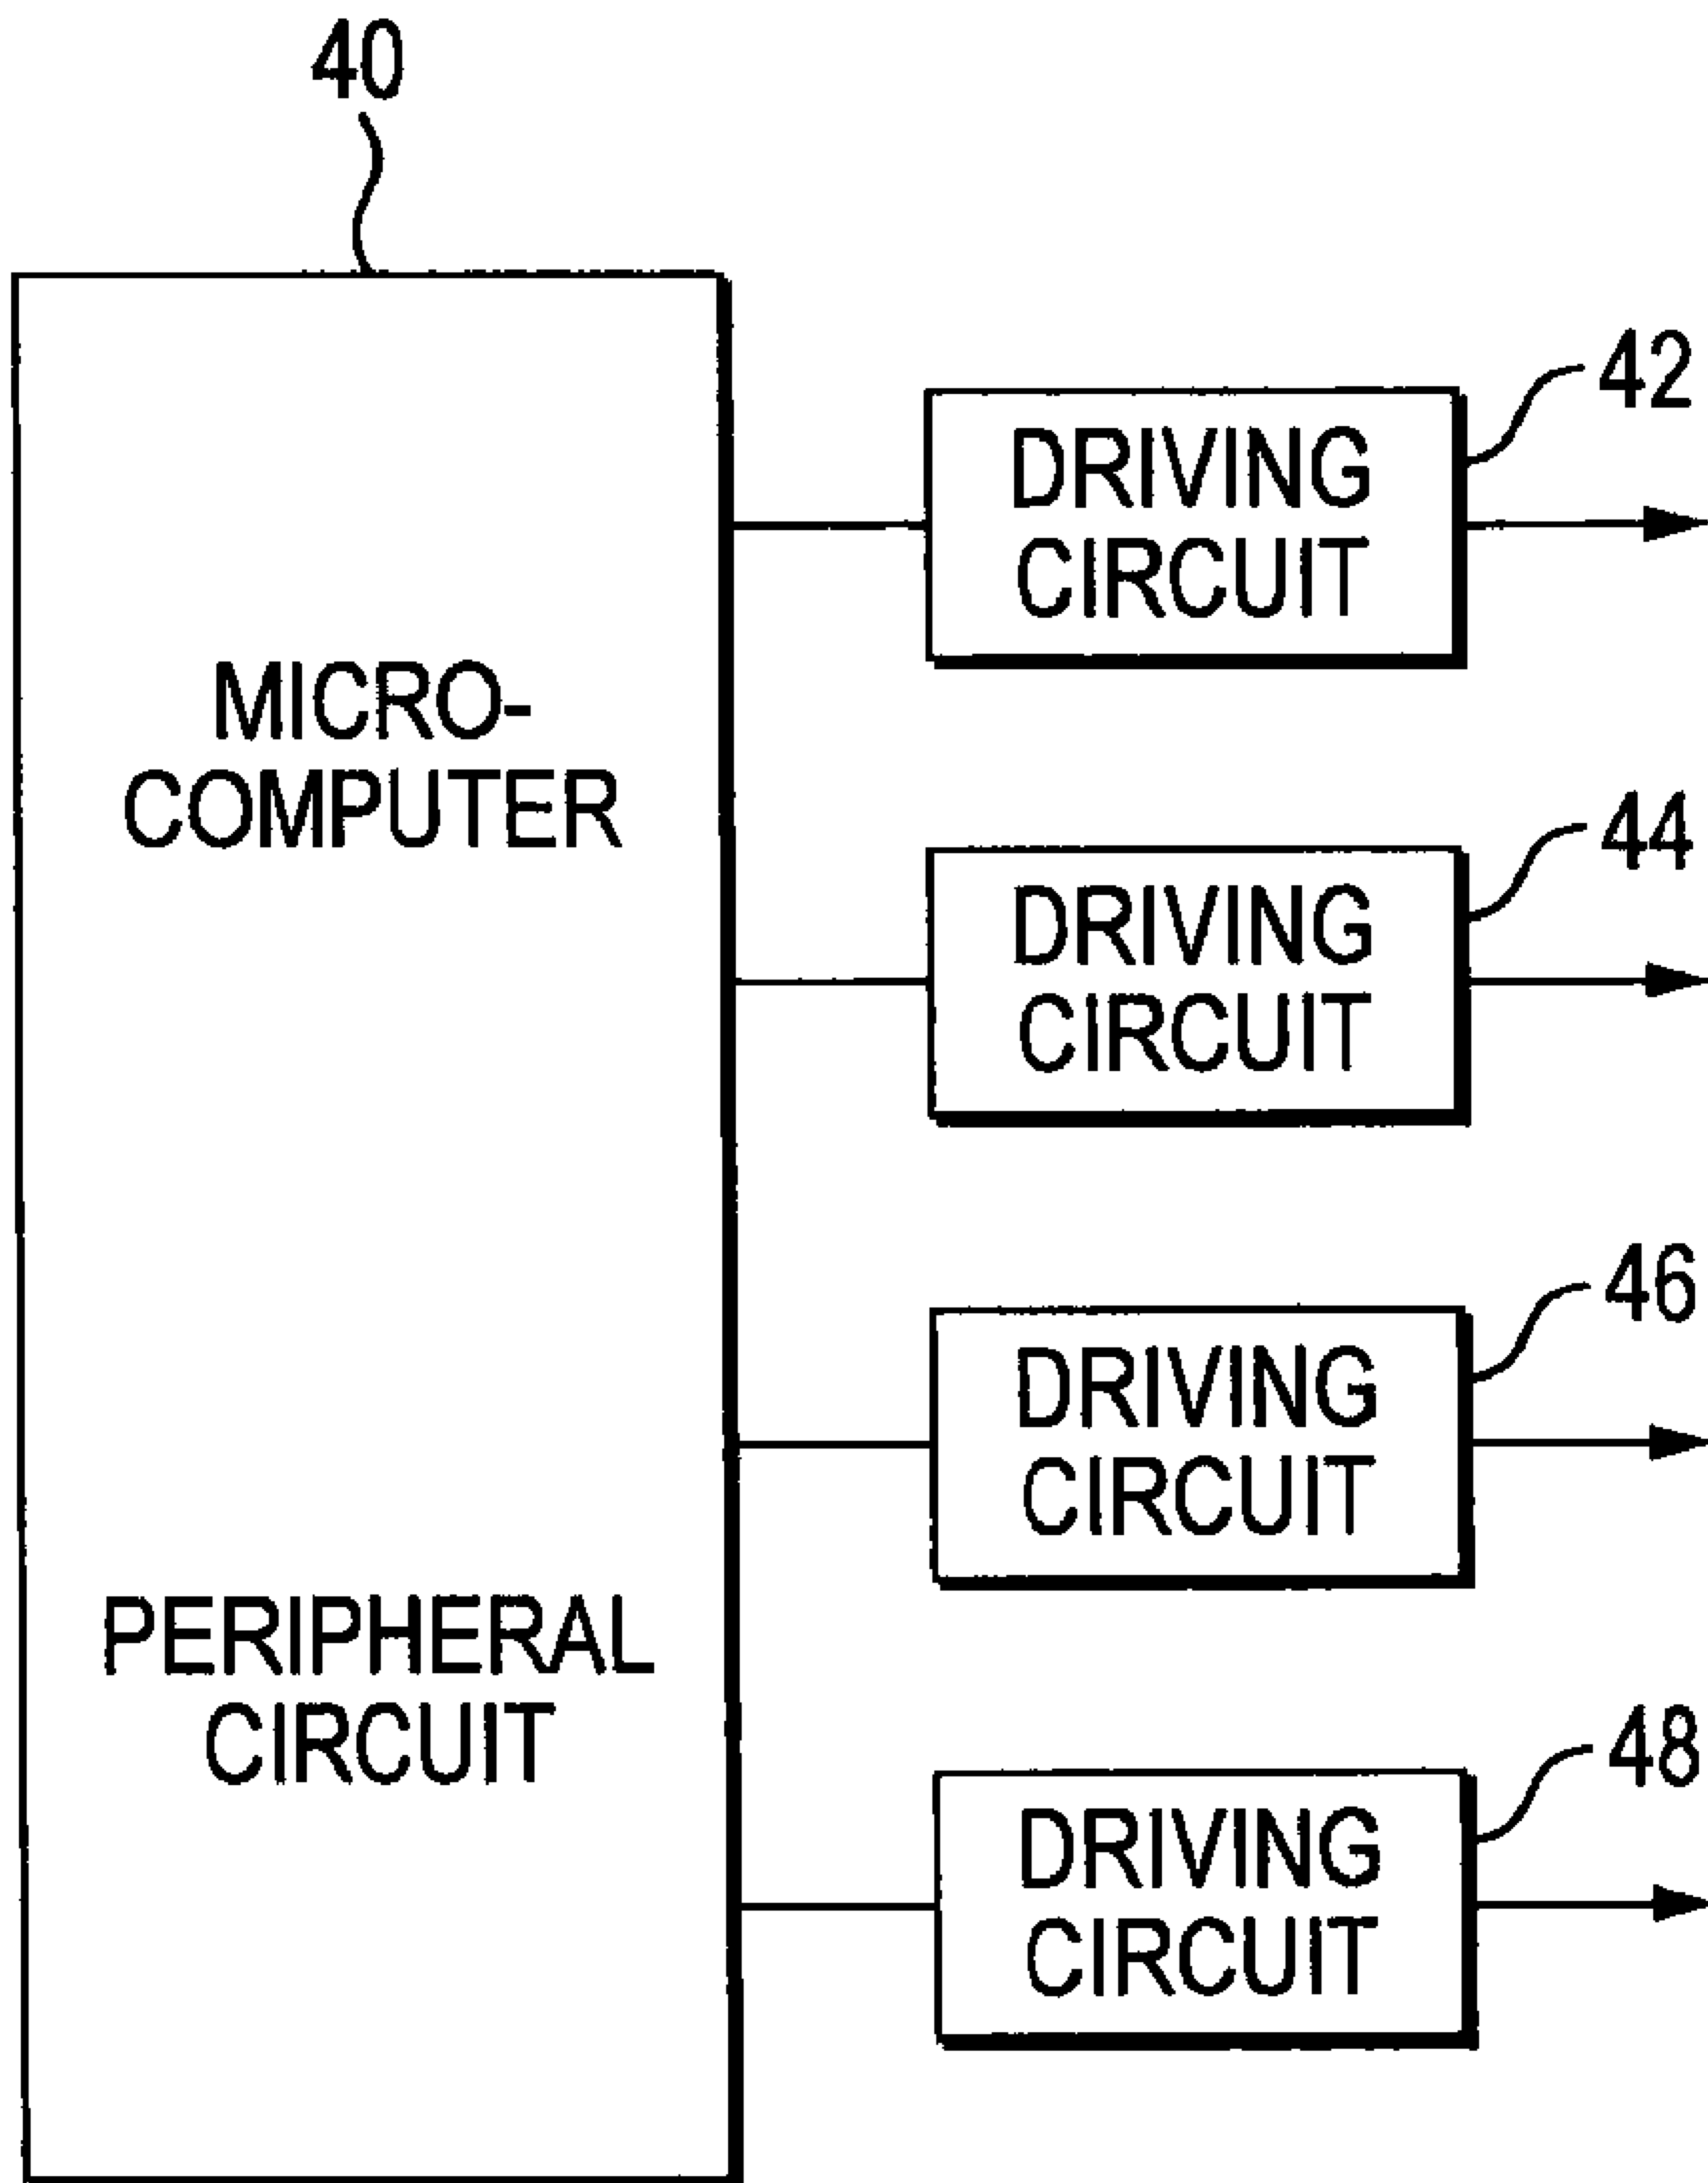 40
42
DRIVING
CIRCUIT
MICRO-
COMPUTER
44
DRIVING
CIRCUIT
46
DRIVING
CIRCUIT
PERIPHERAL
CIRCUIT
48
DRIVING
CIRCUIT